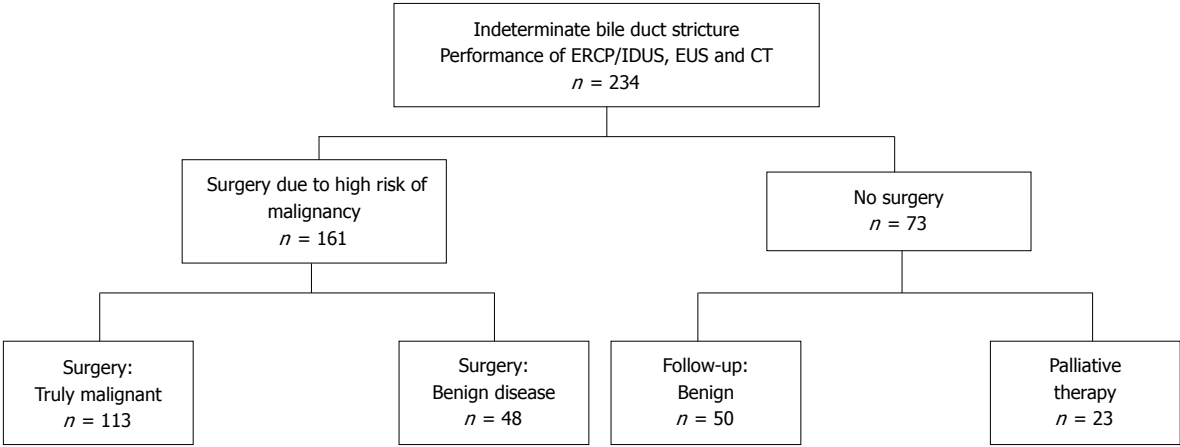 Indeterminate bile duct stricture
Performance of ERCP/IDUS, EUS and CT
n = 234
Surgery due to high risk of
malignancy
n = 161
No surgery
n = 73
Surgery:
Truly malignant
n = 113
Surgery:
Benign disease
n = 48
Follow-up:
Benign
n = 50
Palliative
therapy
n = 23